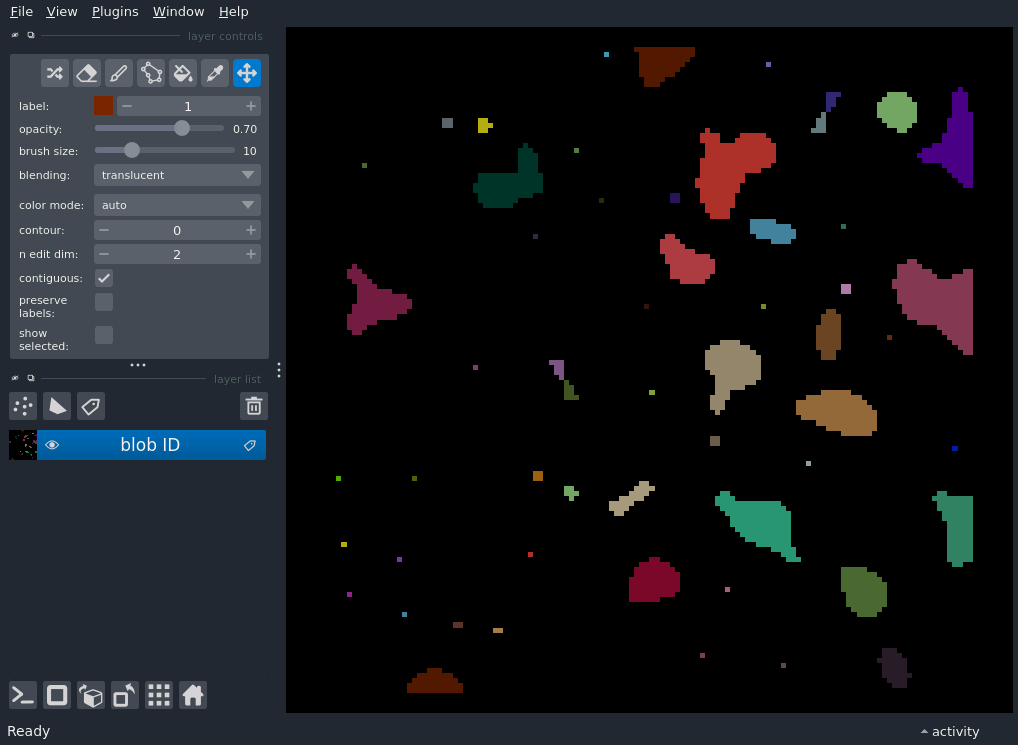 File View Plugins Window Help
layer controls
label: 1
opacity: 0.70
brush size: 10
blending: translucent
color mode: auto
contour: 0
n edit dim: 2
contiguous:
preserve
labels:
show
selected:
layer list
blob ID
Ready
activity